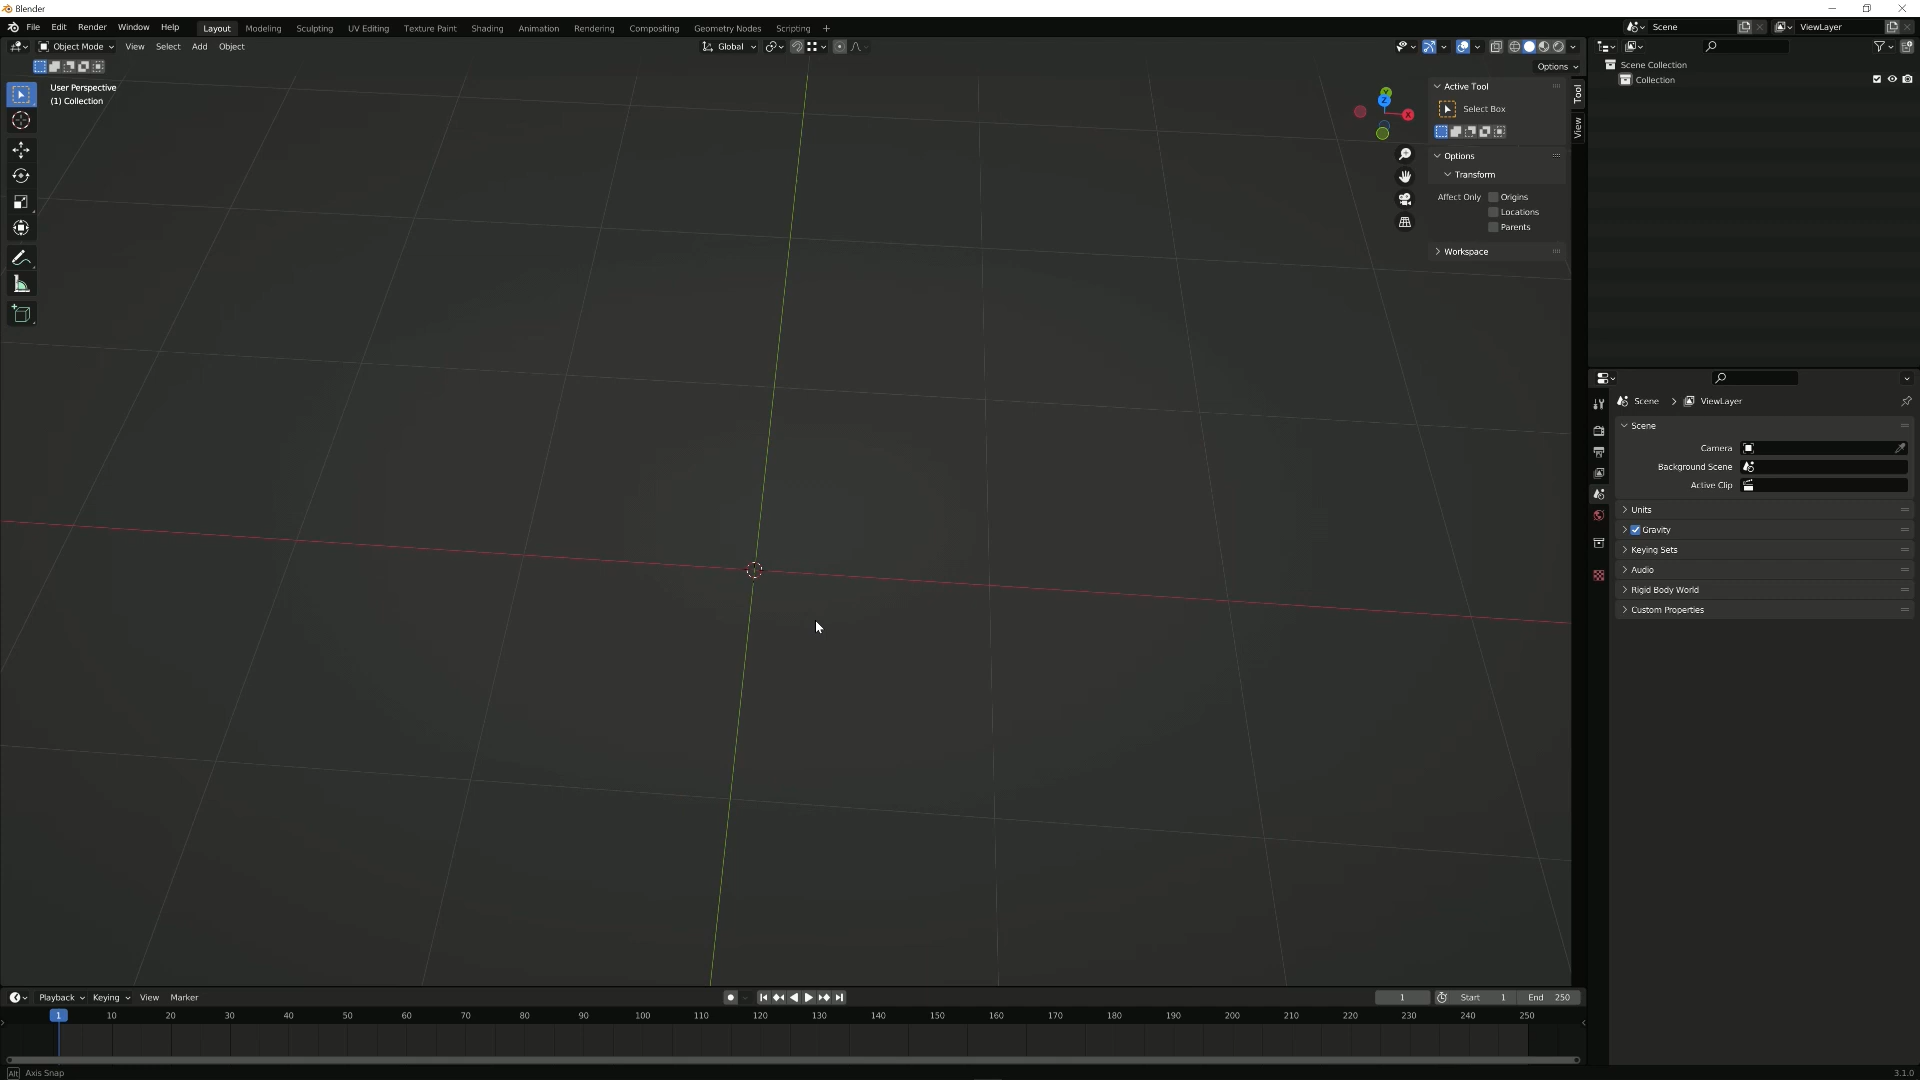 Blender
File Edit Render Window Help Layout Modeling Sculpting UV Editing Texture Paint Shading Animation Rendering Compositing Geometry Nodes Scripting + Scene ViewLayer
Object Mode View Select Add Object Global
Options
User Perspective
(1) Collection
Z
Y
X
Active Tool
Select Box
Options
Transform
Affect Only Origins
Locations
Parents
Workspace
Tool
View
Scene Collection
Collection
Scene > ViewLayer
Scene
Camera
Background Scene
Active Clip
Units
Gravity
Keying Sets
Audio
Rigid Body World
Custom Properties
Playback Keying View Marker 1 Start 1 End 250
1 10 20 30 40 50 60 70 80 90 100 110 120 130 140 150 160 170 180 190 200 210 220 230 240 250
Alt Axis Snap
3.1.0